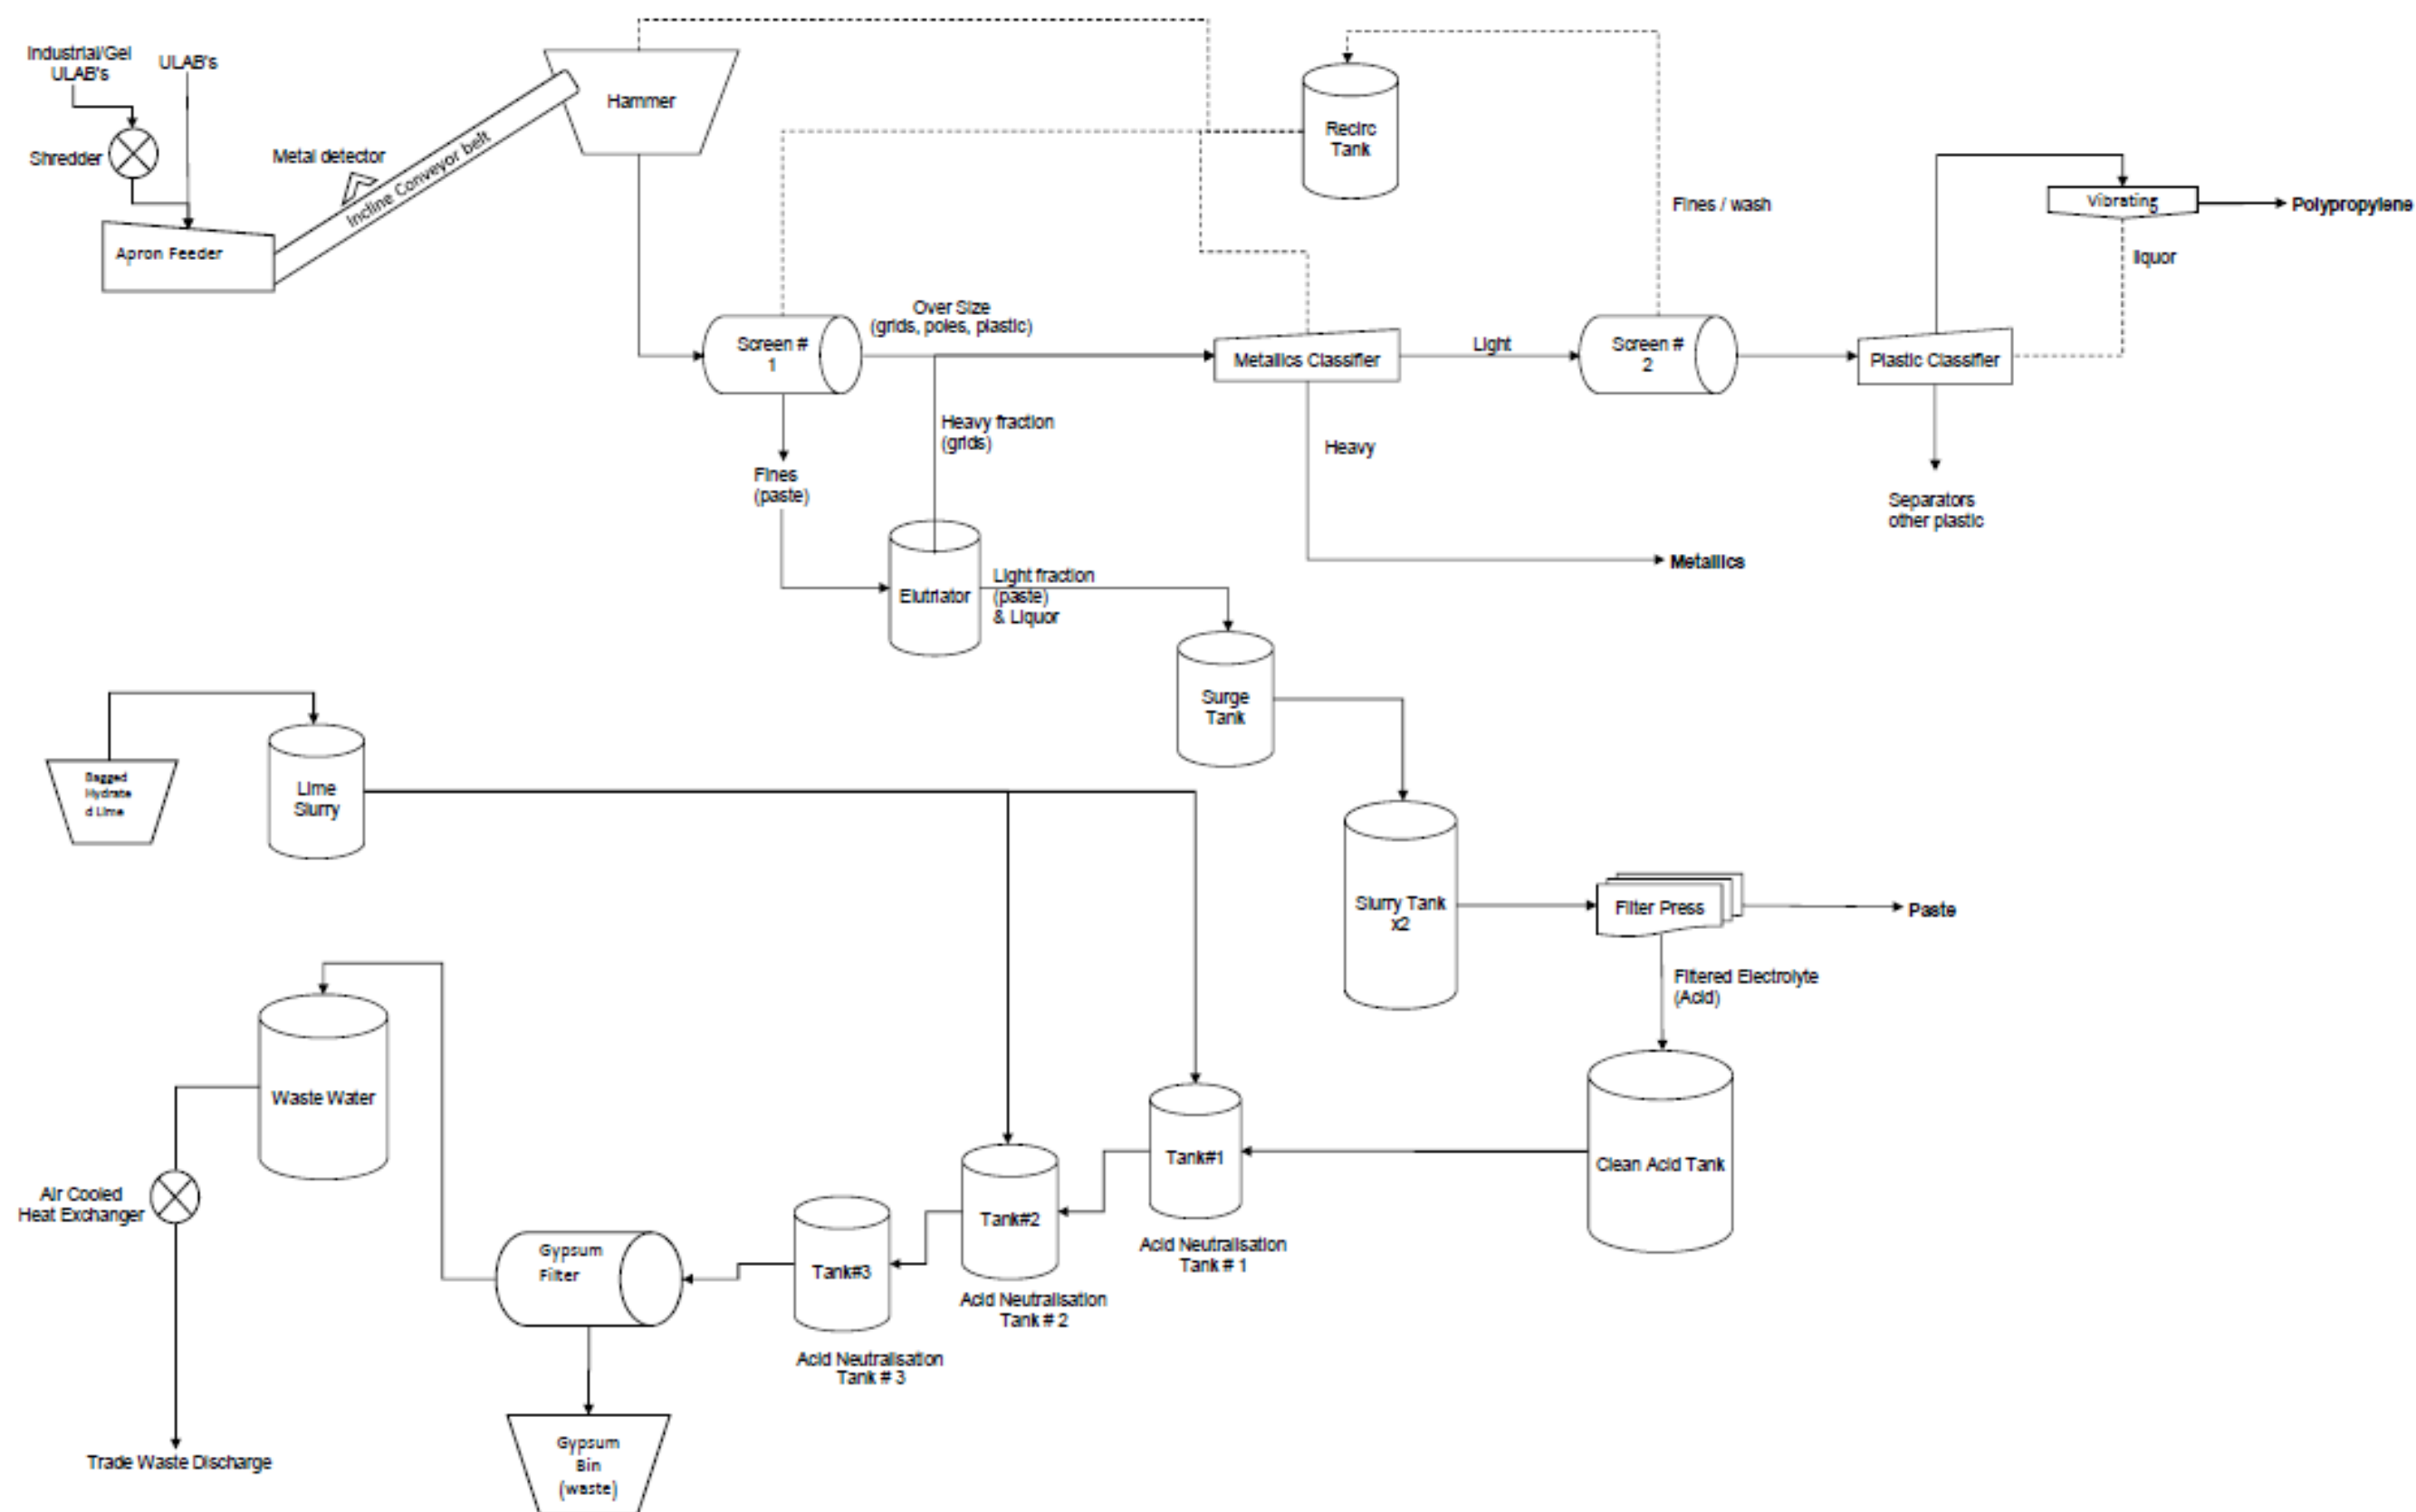 Industrial/Gel
ULAB's
ULAB's
Shredder
Metal detector
Incline Conveyor belt
Apron Feeder
Hammer
Recirc
Tank
Fines / wash
Vibrating
Polypropylene
liquor
Over Size
(grids, poles, plastic)
Screen #
1
Metallics Classifier
Light
Screen #
2
Plastic Classifier
Heavy fraction
(grids)
Heavy
Fines
(paste)
Separators
other plastic
Metallics
Elutriator
Light fraction
(paste)
& Liquor
Surge
Tank
Bagged
Hydrate
d Lime
Lime
Slurry
Slurry Tank
x2
Filter Press
Paste
Filtered Electrolyte
(Acid)
Waste Water
Clean Acid Tank
Tank#1
Acid Neutralisation
Tank # 1
Tank#2
Acid Neutralisation
Tank # 2
Tank#3
Acid Neutralisation
Tank # 3
Air Cooled
Heat Exchanger
Gypsum
Filter
Trade Waste Discharge
Gypsum
Bin
(waste)